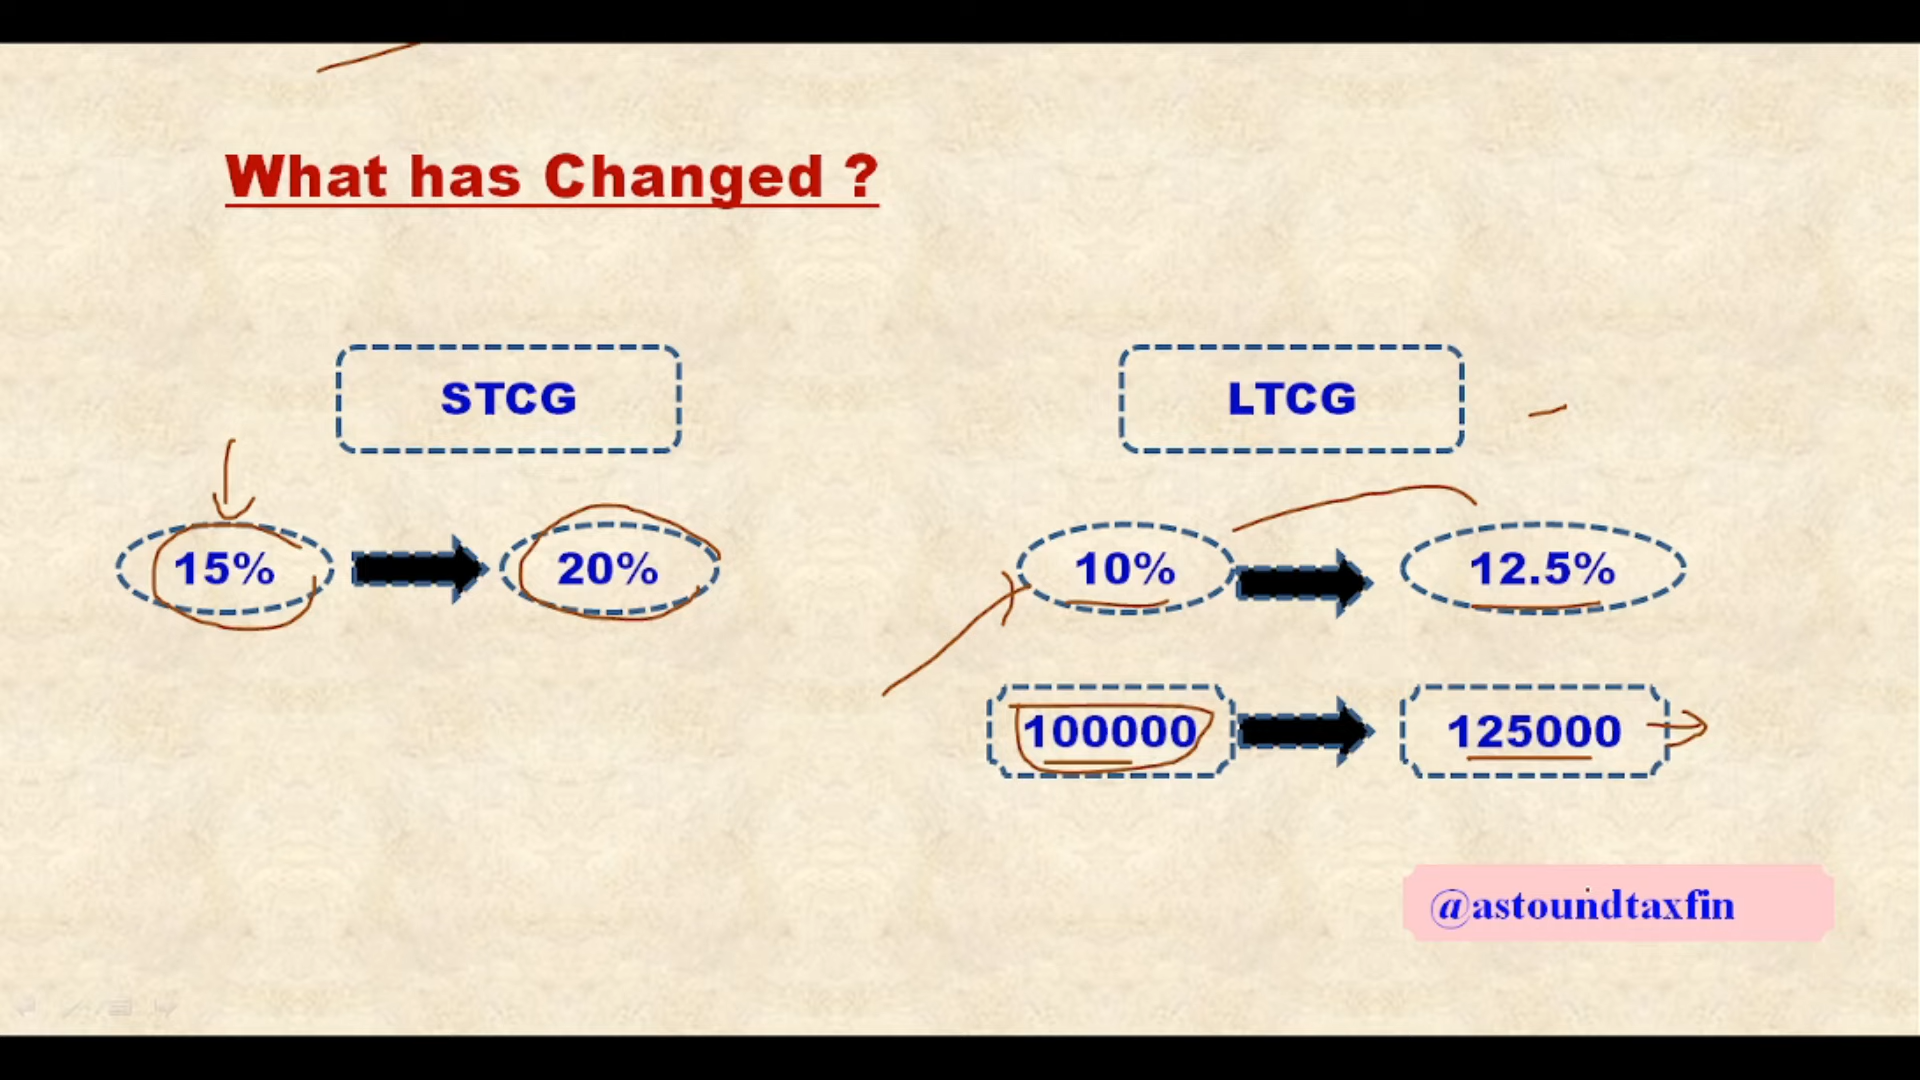 What has Changed ?
STCG
15% 20%
LTCG
10% 12.5%
100000 125000
@astoundtaxfin